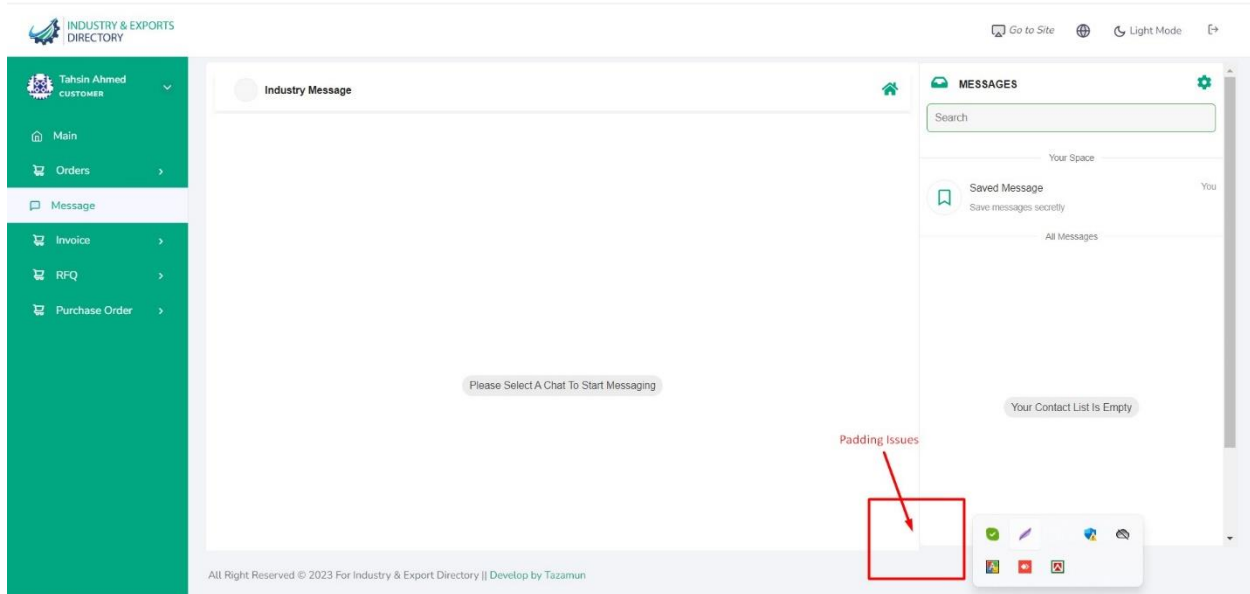 INDUSTRY & EXPORTS
DIRECTORY
Go to Site
Light Mode
Tahsin Ahmed
CUSTOMER
Main
Orders
Message
Invoice
RFQ
Purchase Order
Industry Message
Please Select A Chat To Start Messaging
MESSAGES
Search
Your Space
Saved Message
You
Save messages secretly
All Messages
Your Contact List Is Empty
Padding Issues
All Right Reserved © 2023 For Industry & Export Directory || Develop by Tazamun